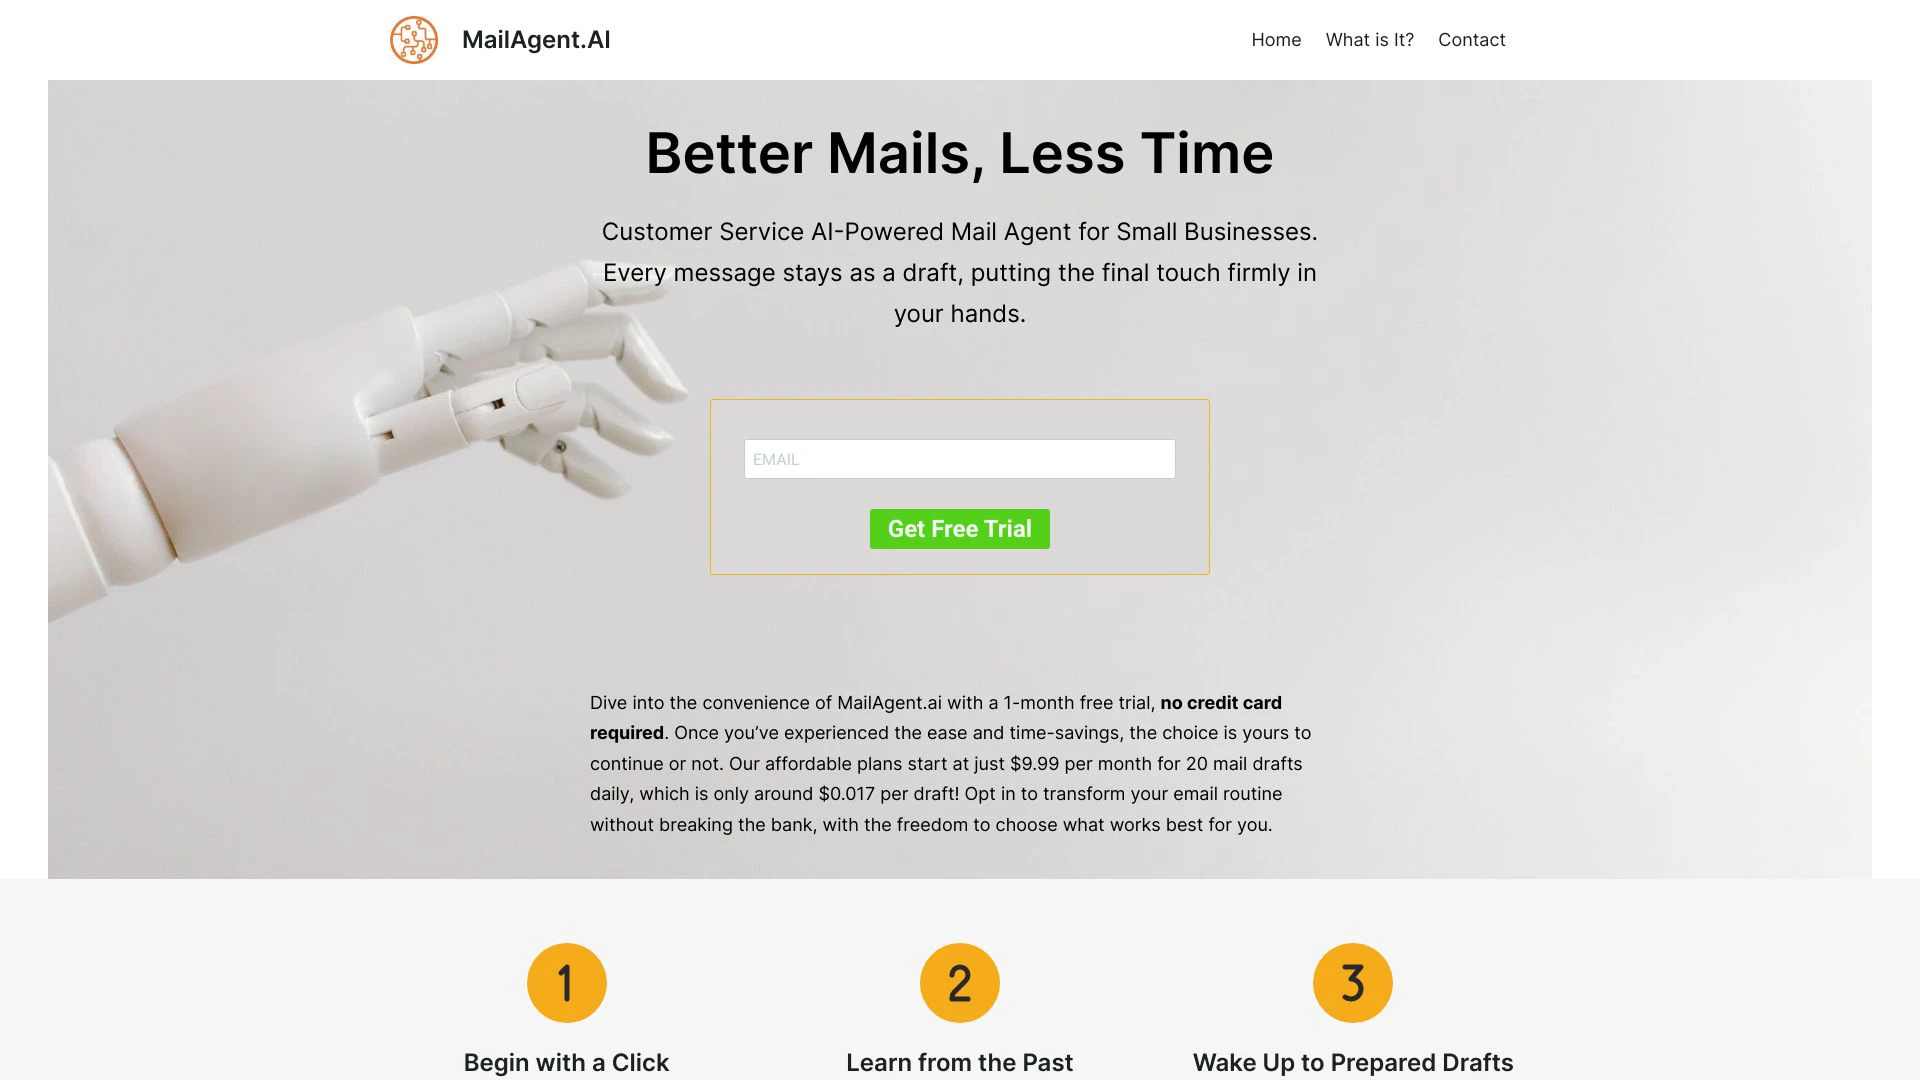 MailAgent.AI
Home
What is It?
Contact
Better Mails, Less Time
Customer Service AI-Powered Mail Agent for Small Businesses.
Every message stays as a draft, putting the final touch firmly in
your hands.
EMAIL
Get Free Trial
Dive into the convenience of MailAgent.ai with a 1-month free trial, no credit card
required. Once you’ve experienced the ease and time-savings, the choice is yours to
continue or not. Our affordable plans start at just $9.99 per month for 20 mail drafts
daily, which is only around $0.017 per draft! Opt in to transform your email routine
without breaking the bank, with the freedom to choose what works best for you.
1
2
3
Begin with a Click
Learn from the Past
Wake Up to Prepared Drafts